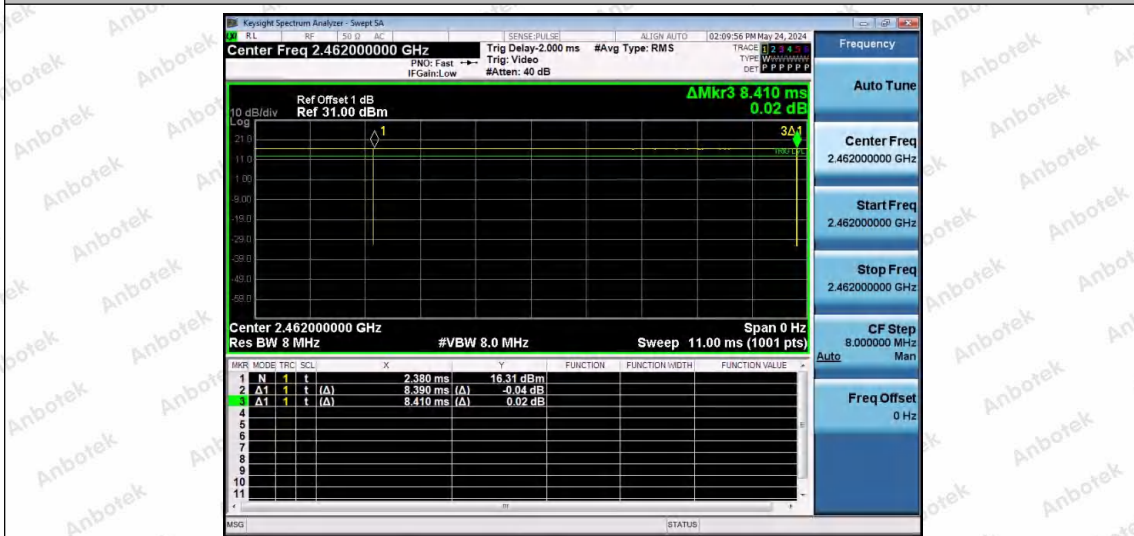 Keysight Spectrum Analyzer - Swept SA
RL RF 50 Ω AC SENSE:PULSE ALIGN AUTO 02:09:56 PM May 24, 2024
Center Freq 2.462000000 GHz
Trig Delay-2.000 ms #Avg Type: RMS
TRACE 1 2 3 4 5 6
PNO: Fast Trig: Video
TYPE WWWWWW
IFGain:Low #Atten: 40 dB
DET P P P P P P
Frequency
Auto Tune
Center Freq
2.462000000 GHz
Start Freq
2.462000000 GHz
Stop Freq
2.462000000 GHz
CF Step
8.000000 MHz
Auto Man
Freq Offset
0 Hz
ΔMkr3 8.410 ms
0.02 dB
Ref Offset 1 dB
10 dB/div Ref 31.00 dBm
Log
1
3Δ1
21.0
TRIG LVL
11.0
1.00
-9.00
-19.0
-29.0
-39.0
-49.0
-59.0
Center 2.462000000 GHz Span 0 Hz
Res BW 8 MHz #VBW 8.0 MHz Sweep 11.00 ms (1001 pts)
MKR MODE TRC SCL X Y FUNCTION FUNCTION WIDTH FUNCTION VALUE
1 N 1 t 2.380 ms 16.31 dBm
2 Δ1 1 t (Δ) 8.390 ms (Δ) -0.04 dB
3 Δ1 1 t (Δ) 8.410 ms (Δ) 0.02 dB
4
5
6
7
8
9
10
11
MSG STATUS
Anbotek